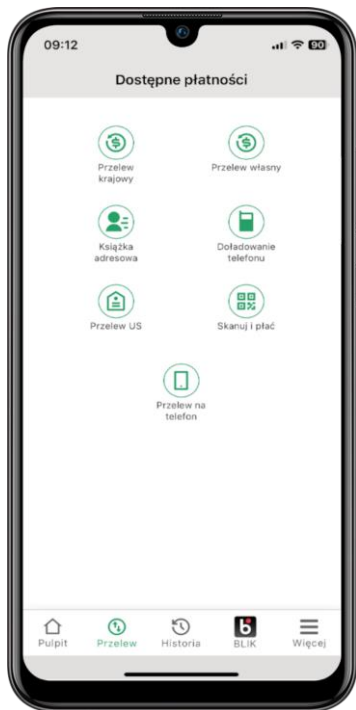 09:12
90
Dostępne płatności
Przelew
krajowy
Przelew własny
Książka
adresowa
Doładowanie
telefonu
Przelew US
Skanuj i płać
Przelew na
telefon
Pulpit
Przelew
Historia
BLIK
Więcej